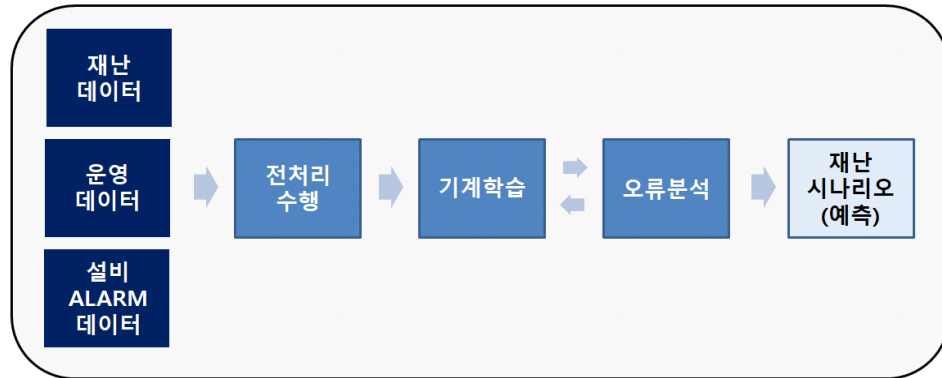 재난
데이터
운영
데이터
설비
ALARM
데이터
전처리
수행
기계학습
오류분석
재난
시나리오
(예측)